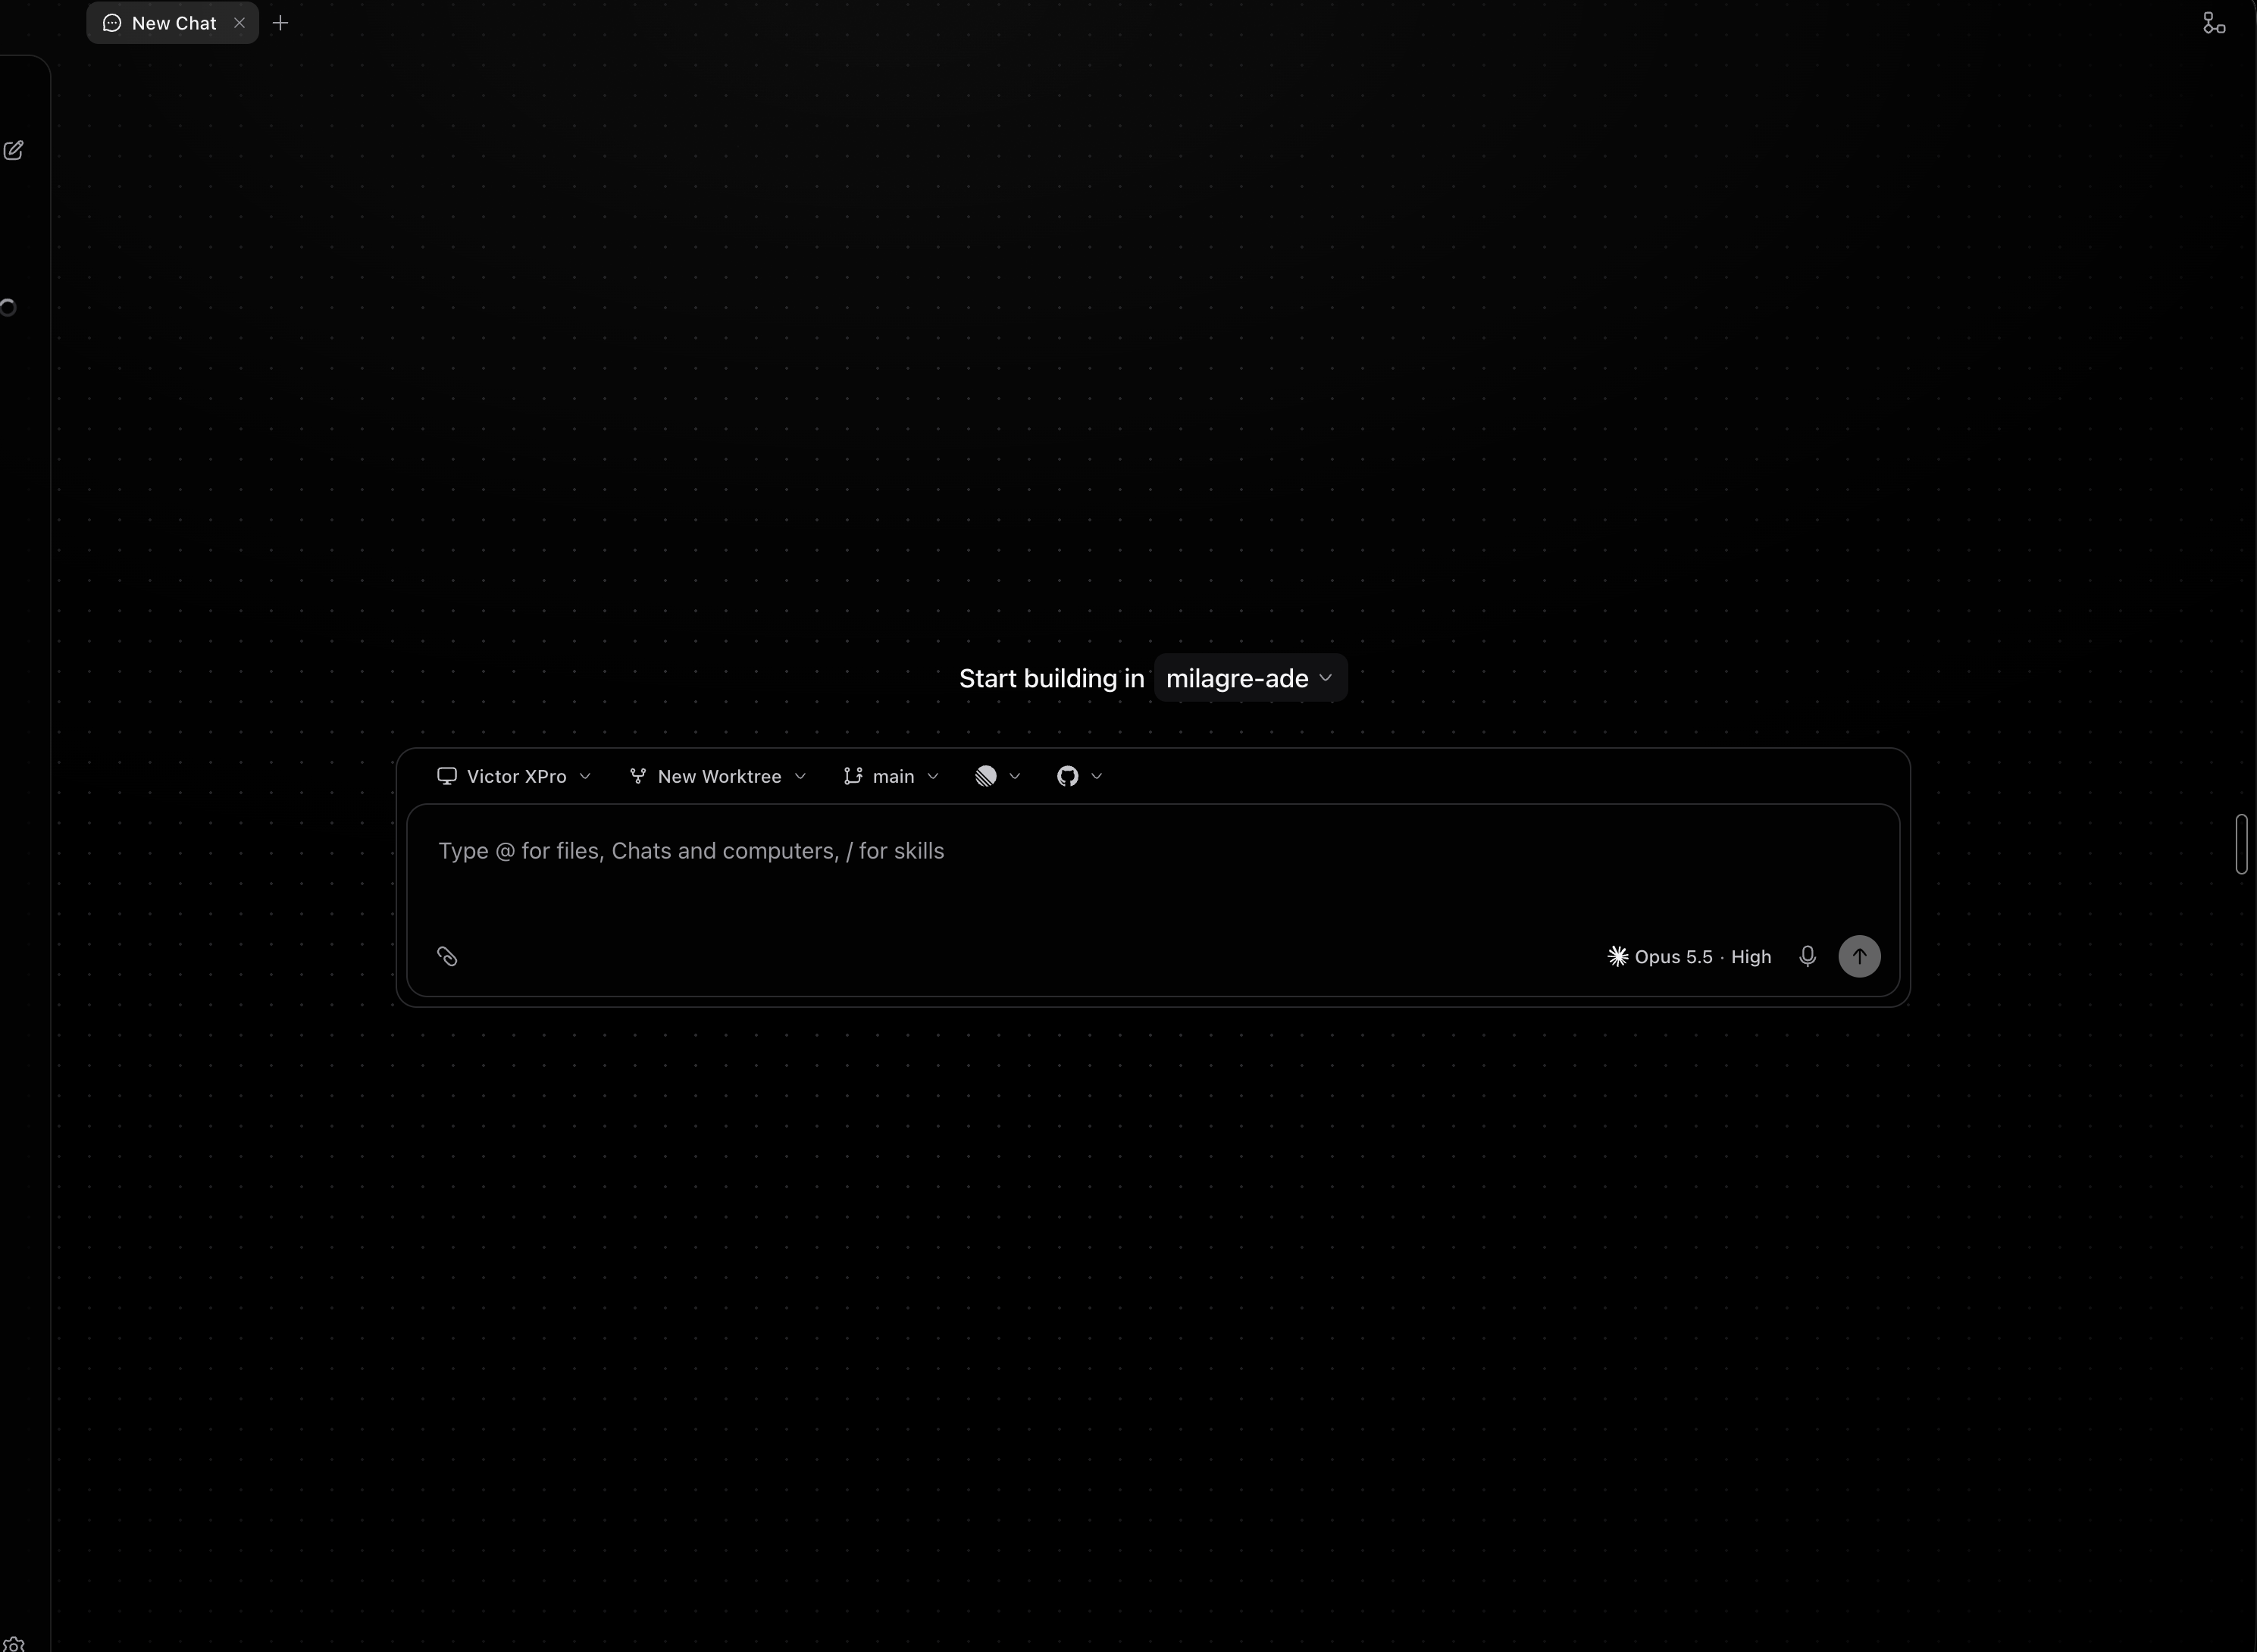 New Chat
Start building in milagre-ade
Victor XPro New Worktree main
Type @ for files, Chats and computers, / for skills
Opus 5.5 · High